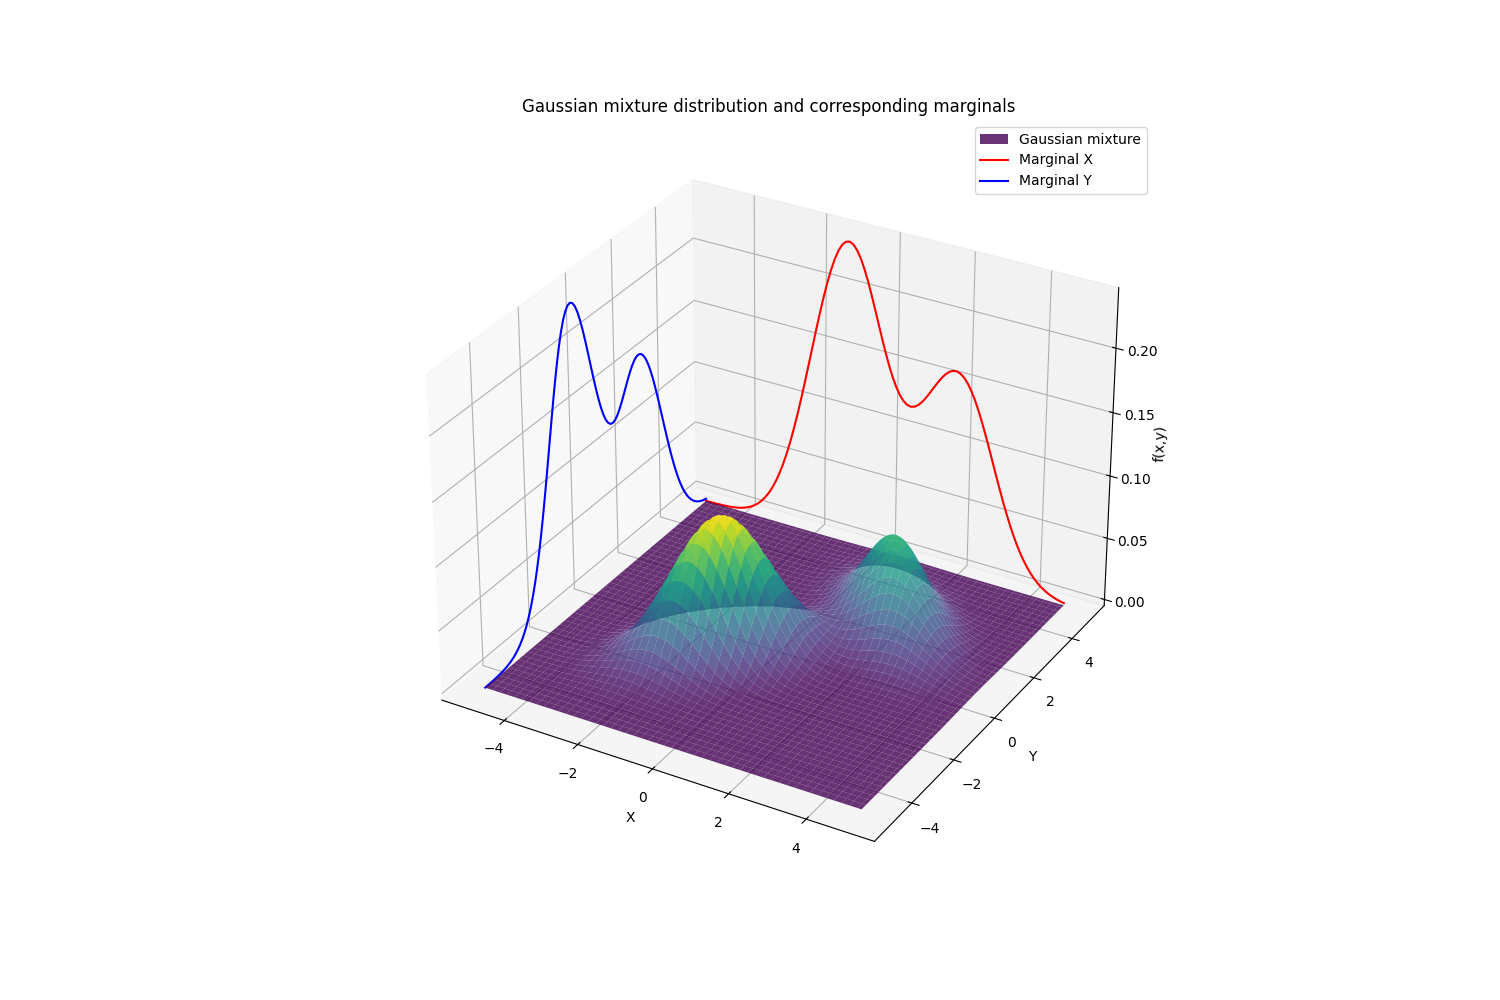 Gaussian mixture distribution and corresponding marginals
Gaussian mixture
Marginal X
Marginal Y
0.20
0.15
f(x,y)
0.10
0.05
0.00
4
2
0
Y
−2
−4
−4
−2
0
X
2
4